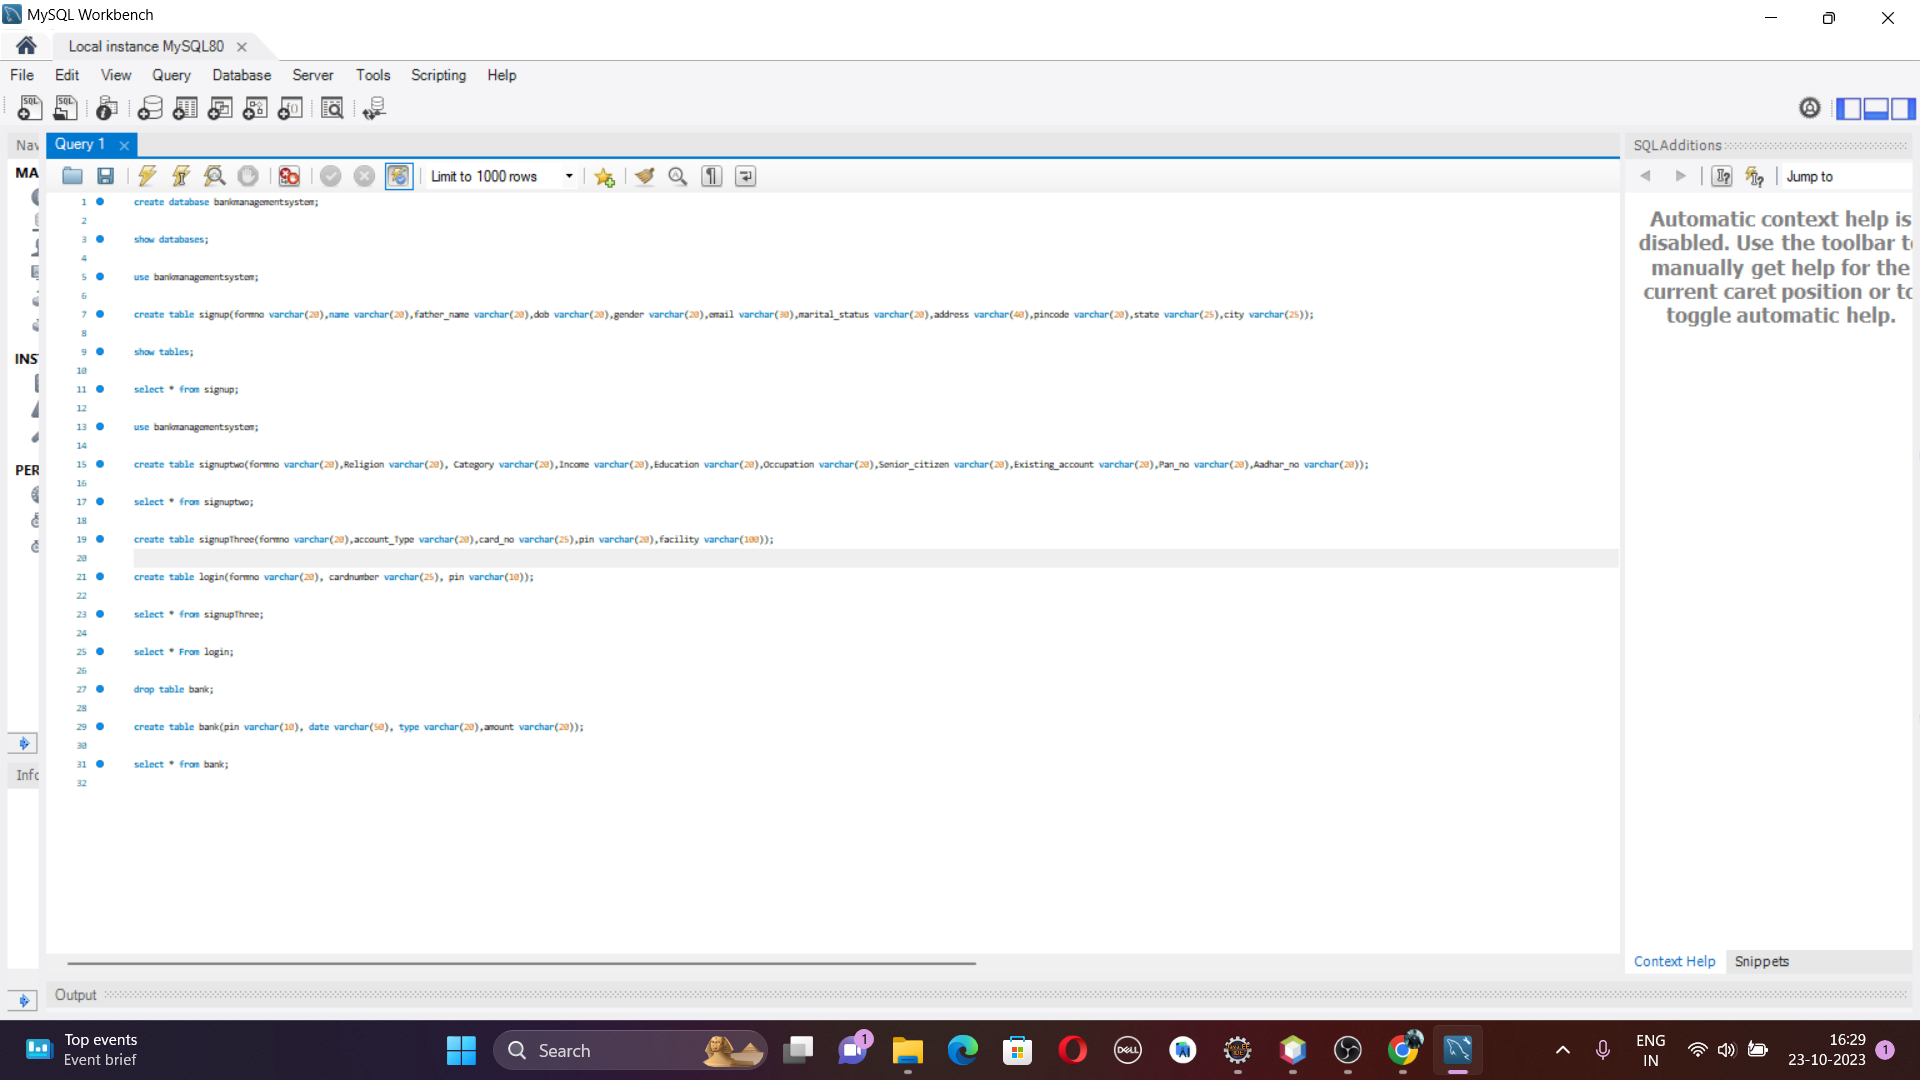 MySQL Workbench
Local instance MySQL80
File Edit View Query Database Server Tools Scripting Help
SQL SQL
Nav
Query 1
SQLAdditions
Limit to 1000 rows
Jump to
MA
INS
PER
Info
1 create database bankmanagementsystem;
2
3 show databases;
4
5 use bankmanagementsystem;
6
7 create table signup(formno varchar(20),name varchar(20),father_name varchar(20),dob varchar(20),gender varchar(20),email varchar(30),marital_status varchar(20),address varchar(40),pincode varchar(20),state varchar(25),city varchar(25));
8
9 show tables;
10
11 select * from signup;
12
13 use bankmanagementsystem;
14
15 create table signuptwo(formno varchar(20),Religion varchar(20), Category varchar(20),Income varchar(20),Education varchar(20),Occupation varchar(20),Senior_citizen varchar(20),Existing_account varchar(20),Pan_no varchar(20),Aadhar_no varchar(20));
16
17 select * from signuptwo;
18
19 create table signupThree(formno varchar(20),account_Type varchar(20),card_no varchar(25),pin varchar(20),facility varchar(100));
20
21 create table login(formno varchar(20), cardnumber varchar(25), pin varchar(10));
22
23 select * from signupThree;
24
25 select * From login;
26
27 drop table bank;
28
29 create table bank(pin varchar(10), date varchar(50), type varchar(20),amount varchar(20));
30
31 select * from bank;
32
Automatic context help is
disabled. Use the toolbar to
manually get help for the
current caret position or to
toggle automatic help.
Context Help Snippets
Output
Top events
Event brief
Search
1
DELL
ENG
IN
16:29
23-10-2023
1